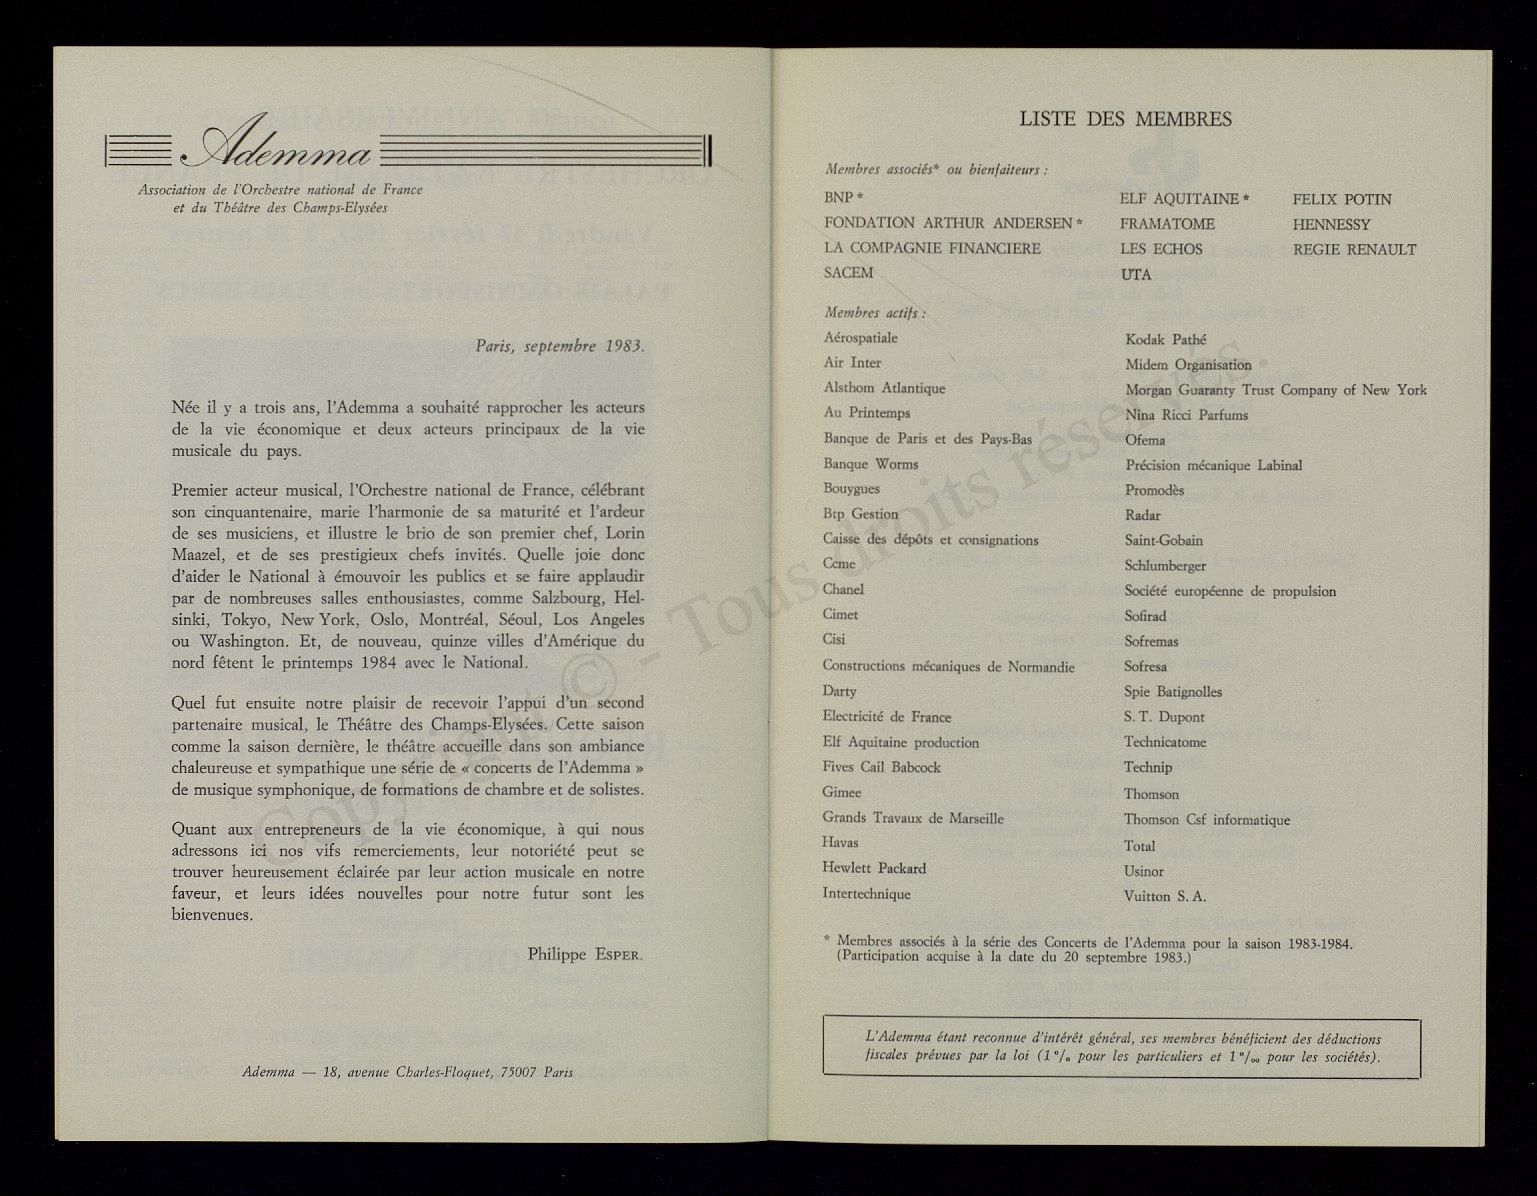 Ademma
Association de l'Orchestre national de France
et du Théâtre des Champs-Elysées
Paris, septembre 1983.
Née il y a trois ans, l'Ademma a souhaité rapprocher les acteurs
de la vie économique et deux acteurs principaux de la vie
musicale du pays.
Premier acteur musical, l'Orchestre national de France, célébrant
son cinquantenaire, marie l'harmonie de sa maturité et l'ardeur
de ses musiciens, et illustre le brio de son premier chef, Lorin
Maazel, et de ses prestigieux chefs invités. Quelle joie donc
d'aider le National à émouvoir les publics et se faire applaudir
par de nombreuses salles enthousiastes, comme Salzbourg, Hel-
sinki, Tokyo, New York, Oslo, Montréal, Séoul, Los Angeles
ou Washington. Et, de nouveau, quinze villes d'Amérique du
nord fêtent le printemps 1984 avec le National.
Quel fut ensuite notre plaisir de recevoir l'appui d'un second
partenaire musical, le Théâtre des Champs-Elysées. Cette saison
comme la saison dernière, le théâtre accueille dans son ambiance
chaleureuse et sympathique une série de « concerts de l'Ademma »
de musique symphonique, de formations de chambre et de solistes.
Quant aux entrepreneurs de la vie économique, à qui nous
adressons ici nos vifs remerciements, leur notoriété peut se
trouver heureusement éclairée par leur action musicale en notre
faveur, et leurs idées nouvelles pour notre futur sont les
bienvenues.
Philippe ESPER.
Ademma — 18, avenue Charles-Floquet, 75007 Paris
LISTE DES MEMBRES
Membres associés* ou bienfaiteurs :
BNP * ELF AQUITAINE * FELIX POTIN
FONDATION ARTHUR ANDERSEN * FRAMATOME HENNESSY
LA COMPAGNIE FINANCIERE LES ECHOS REGIE RENAULT
SACEM UTA
Membres actifs :
Aérospatiale
Air Inter
Alsthom Atlantique
Au Printemps
Banque de Paris et des Pays-Bas
Banque Worms
Bouygues
Btp Gestion
Caisse des dépôts et consignations
Ccme
Chanel
Cimet
Cisi
Constructions mécaniques de Normandie
Darty
Electricité de France
Elf Aquitaine production
Fives Cail Babcock
Gimee
Grands Travaux de Marseille
Havas
Hewlett Packard
Intertechnique
Kodak Pathé
Midem Organisation
Morgan Guaranty Trust Company of New York
Nina Ricci Parfums
Ofema
Précision mécanique Labinal
Promodès
Radar
Saint-Gobain
Schlumberger
Société européenne de propulsion
Sofirad
Sofremas
Sofresa
Spie Batignolles
S. T. Dupont
Technicatome
Technip
Thomson
Thomson Csf informatique
Total
Usinor
Vuitton S. A.
* Membres associés à la série des Concerts de l'Ademma pour la saison 1983-1984.
(Participation acquise à la date du 20 septembre 1983.)
L'Ademma étant reconnue d'intérêt général, ses membres bénéficient des déductions
fiscales prévues par la loi (1 % pour les particuliers et 1 ‰ pour les sociétés).
Copyright © - Tous droits réservés.